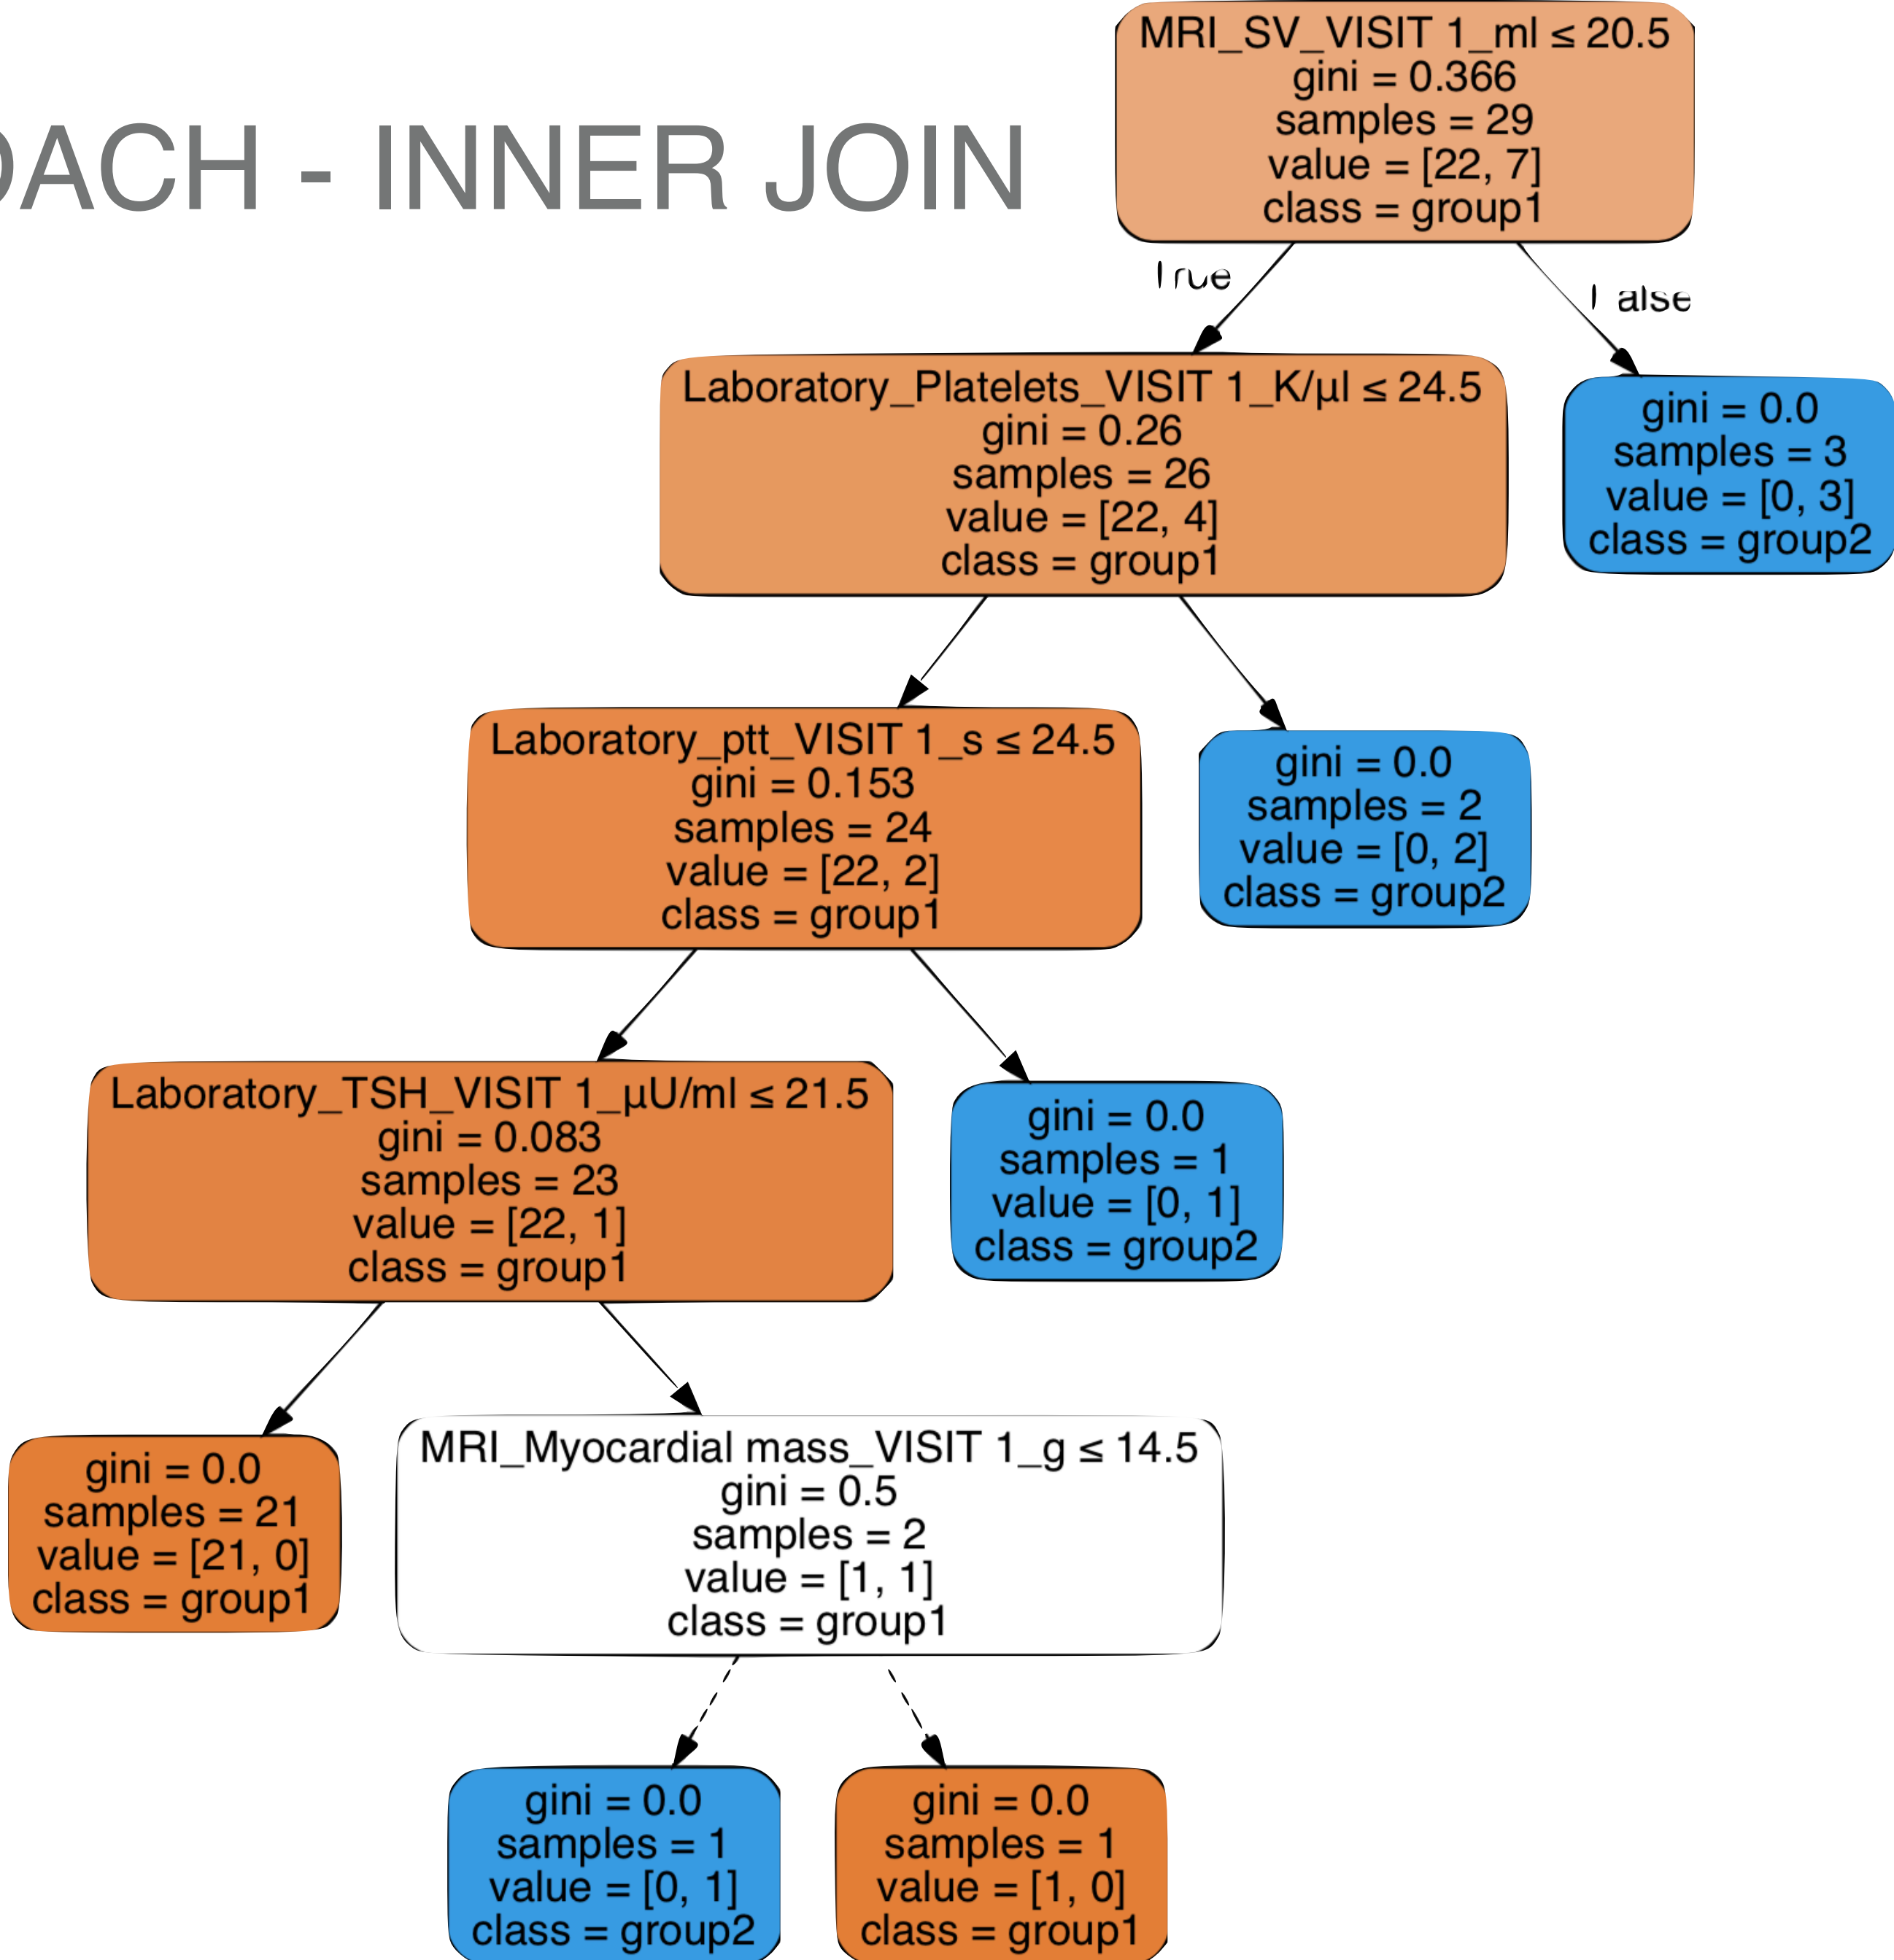 MRI_SV_VISIT 1_ml ≤ 20.5
gini = 0.366
samples = 29
value = [22, 7]
class = group1
OACH - INNER JOIN
True
False
Laboratory_Platelets_VISIT 1_K/µl ≤ 24.5
gini = 0.26
samples = 26
value = [22, 4]
class = group1
gini = 0.0
samples = 3
value = [0, 3]
class = group2
Laboratory_ptt_VISIT 1_s ≤ 24.5
gini = 0.153
samples = 24
value = [22, 2]
class = group1
gini = 0.0
samples = 2
value = [0, 2]
class = group2
Laboratory_TSH_VISIT 1_µU/ml ≤ 21.5
gini = 0.083
samples = 23
value = [22, 1]
class = group1
gini = 0.0
samples = 1
value = [0, 1]
class = group2
gini = 0.0
samples = 21
value = [21, 0]
class = group1
MRI_Myocardial mass_VISIT 1_g ≤ 14.5
gini = 0.5
samples = 2
value = [1, 1]
class = group1
gini = 0.0
samples = 1
value = [0, 1]
class = group2
gini = 0.0
samples = 1
value = [1, 0]
class = group1